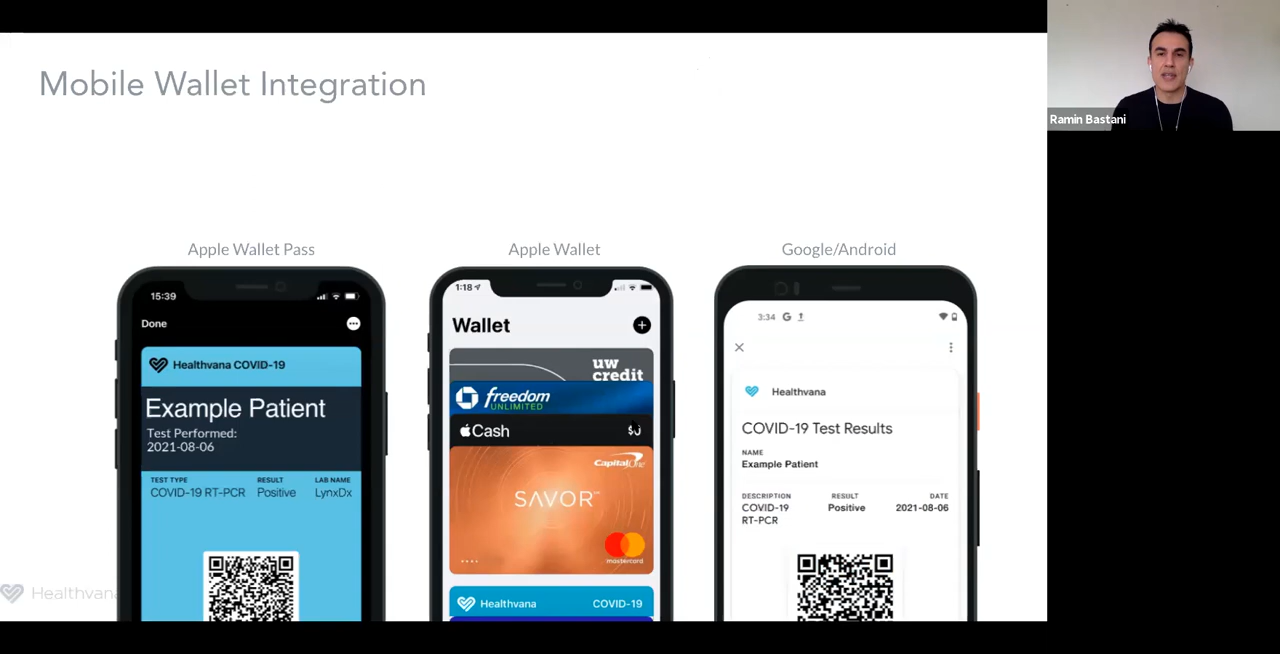 Mobile Wallet Integration
Ramin Bastani
Apple Wallet Pass
Apple Wallet
Google/Android
15:39
Done
Healthvana COVID-19
Example Patient
Test Performed:
2021-08-06
TEST TYPE RESULT LAB NAME
COVID-19 RT-PCR Positive LynxDx
1:18
Wallet
uw
credit
freedom
UNLIMITED
Cash $0
Capital One
SAVOR
mastercard
Healthvana COVID-19
3:34 G
Healthvana
COVID-19 Test Results
NAME
Example Patient
DESCRIPTION RESULT DATE
COVID-19 Positive 2021-08-06
RT-PCR
Healthvana